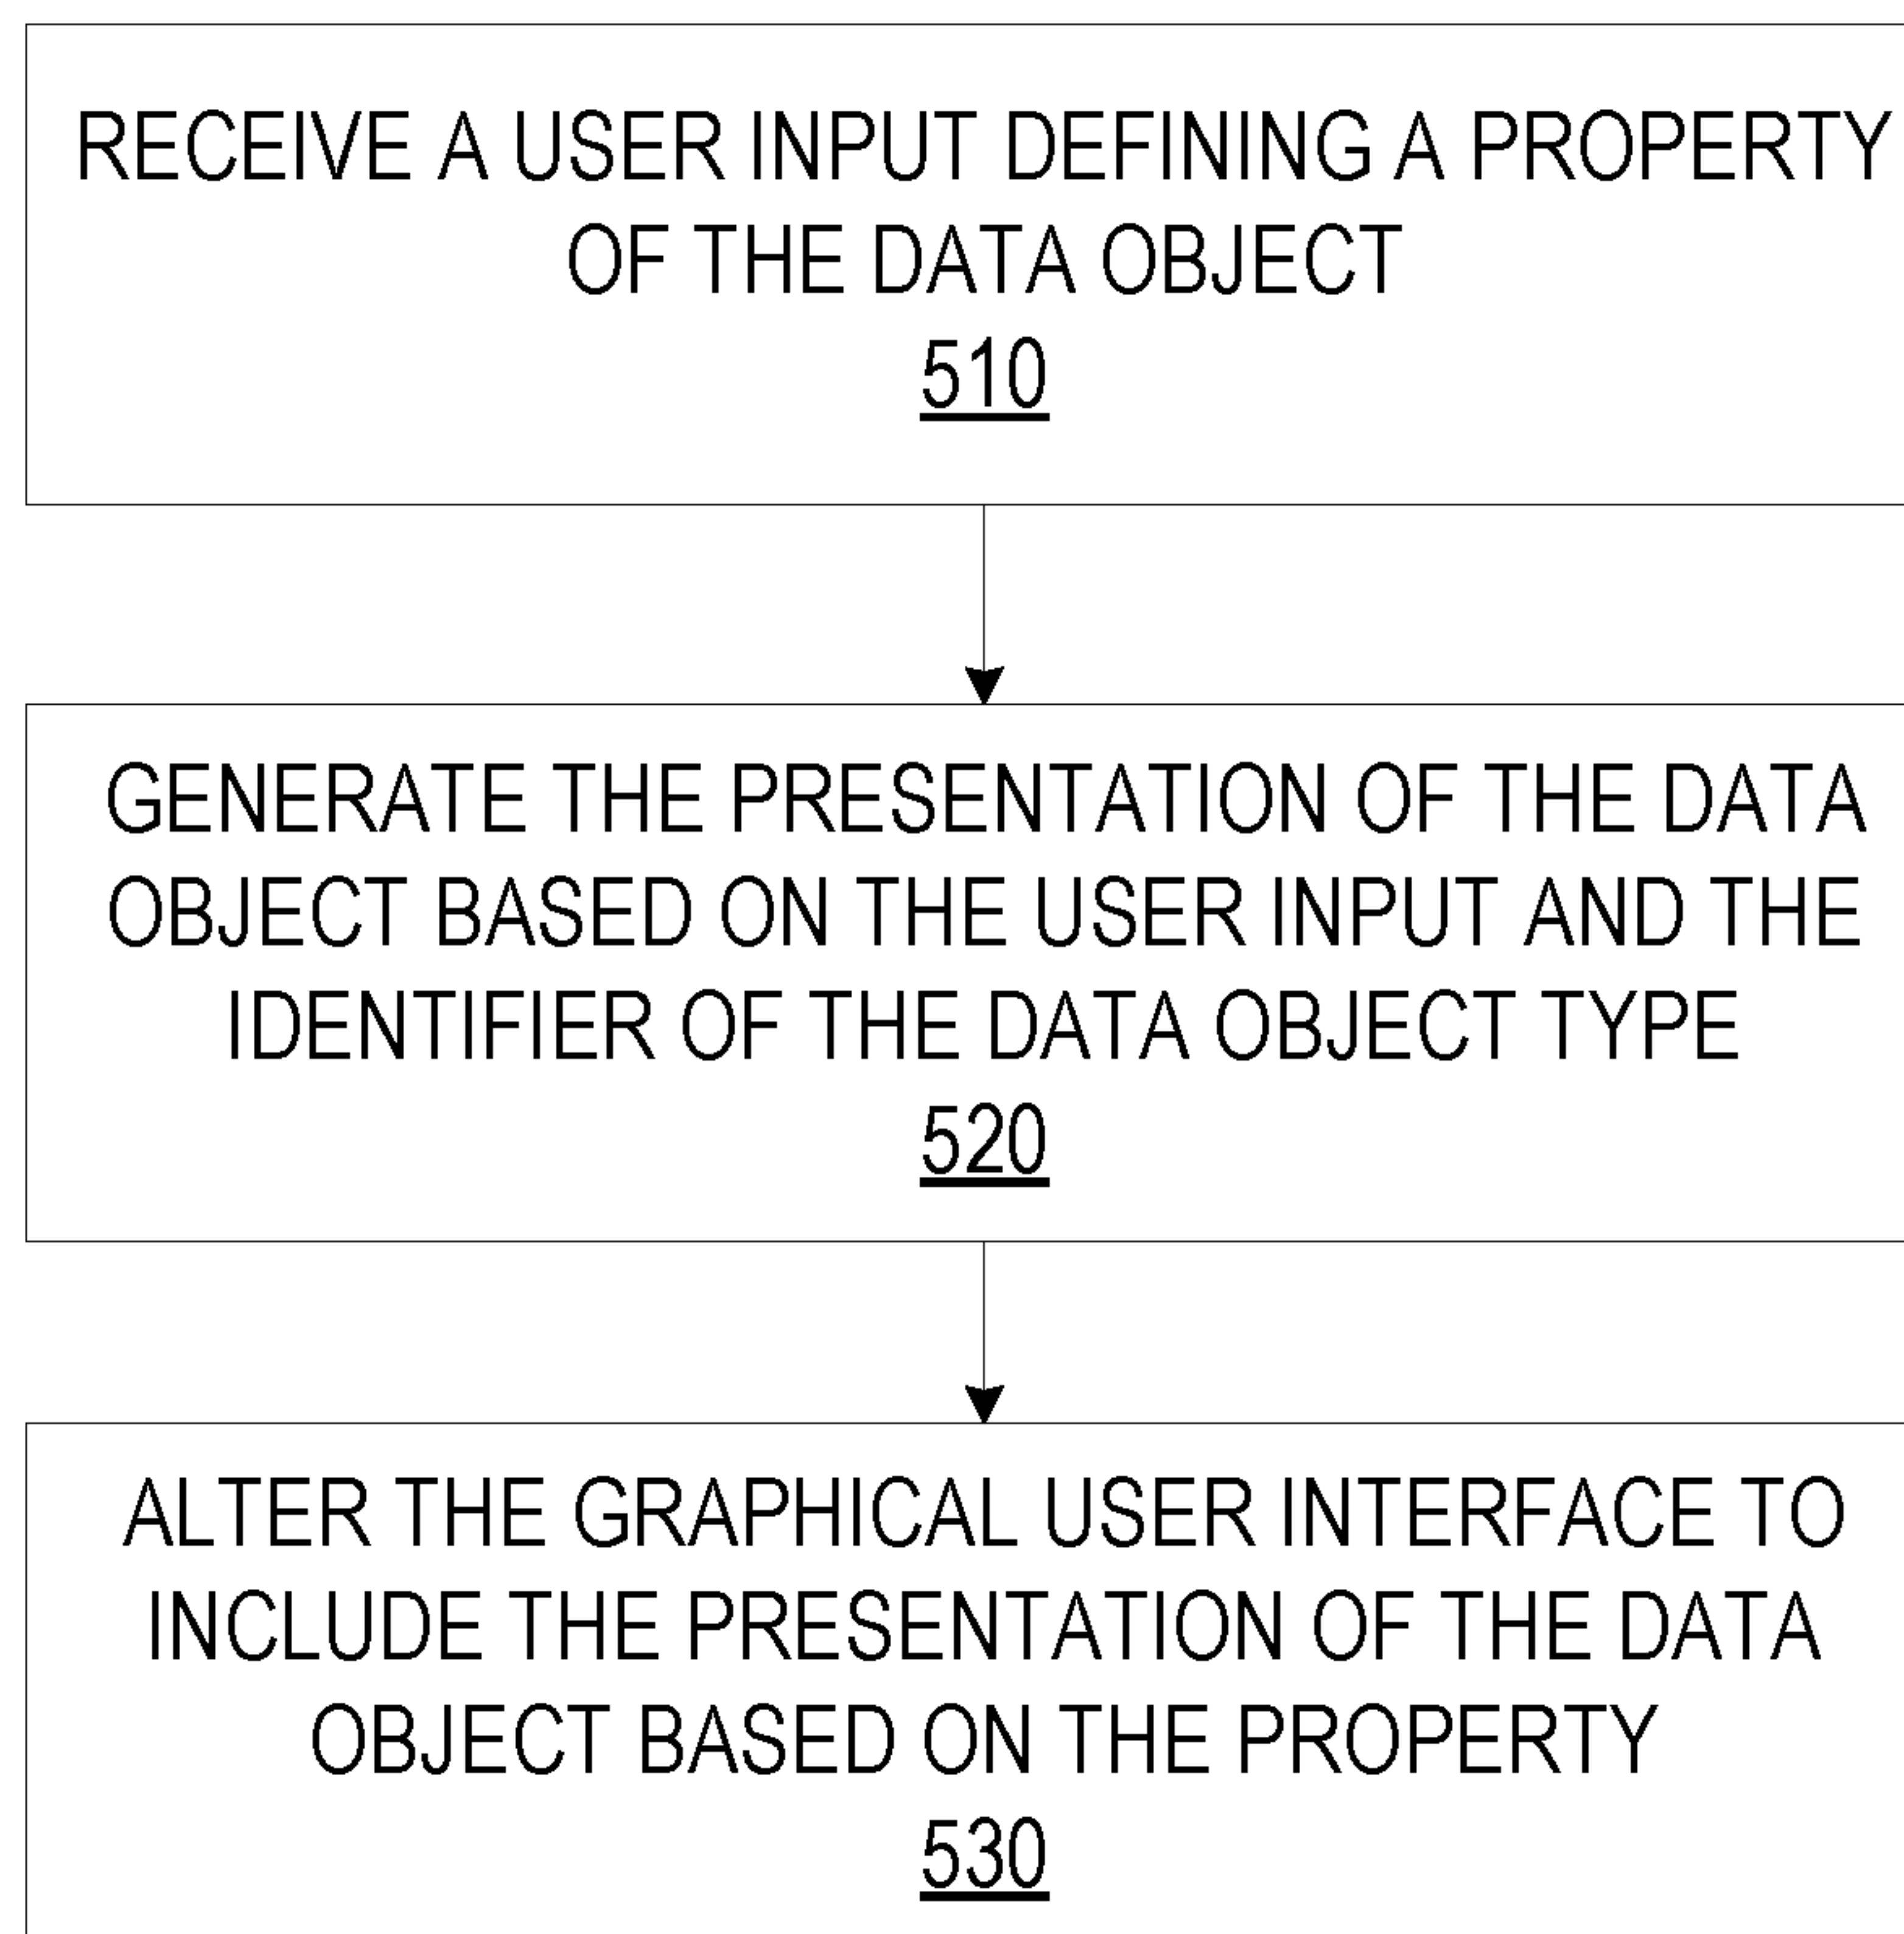 RECEIVE A USER INPUT DEFINING A PROPERTY
OF THE DATA OBJECT
510
GENERATE THE PRESENTATION OF THE DATA
OBJECT BASED ON THE USER INPUT AND THE
IDENTIFIER OF THE DATA OBJECT TYPE
520
ALTER THE GRAPHICAL USER INTERFACE TO
INCLUDE THE PRESENTATION OF THE DATA
OBJECT BASED ON THE PROPERTY
530